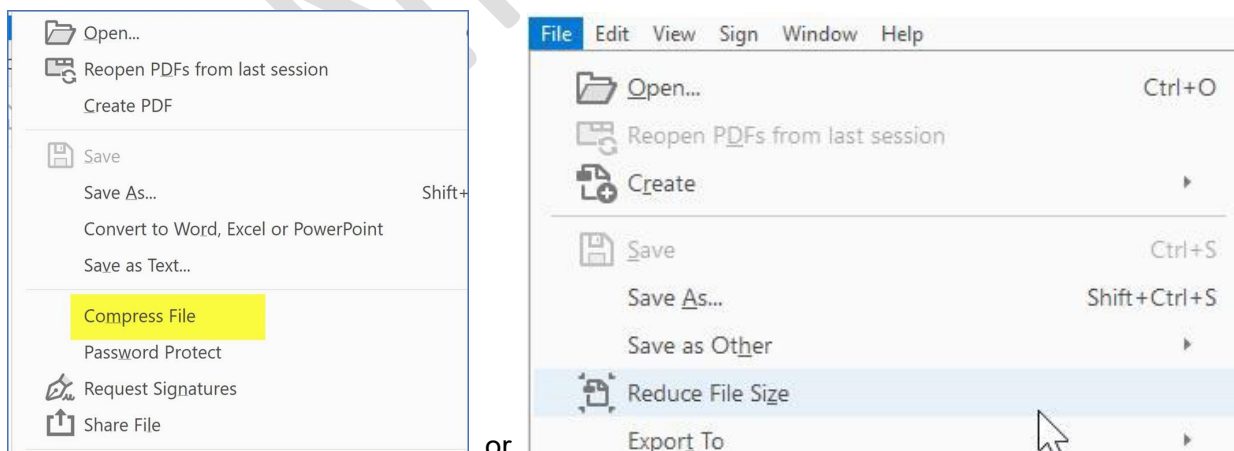 Open...
Reopen PDFs from last session
Create PDF
Save
Save As... Shift+
Convert to Word, Excel or PowerPoint
Save as Text...
Compress File
Password Protect
Request Signatures
Share File
or
File Edit View Sign Window Help
Open... Ctrl+O
Reopen PDFs from last session
Create
Save Ctrl+S
Save As... Shift+Ctrl+S
Save as Other
Reduce File Size
Export To